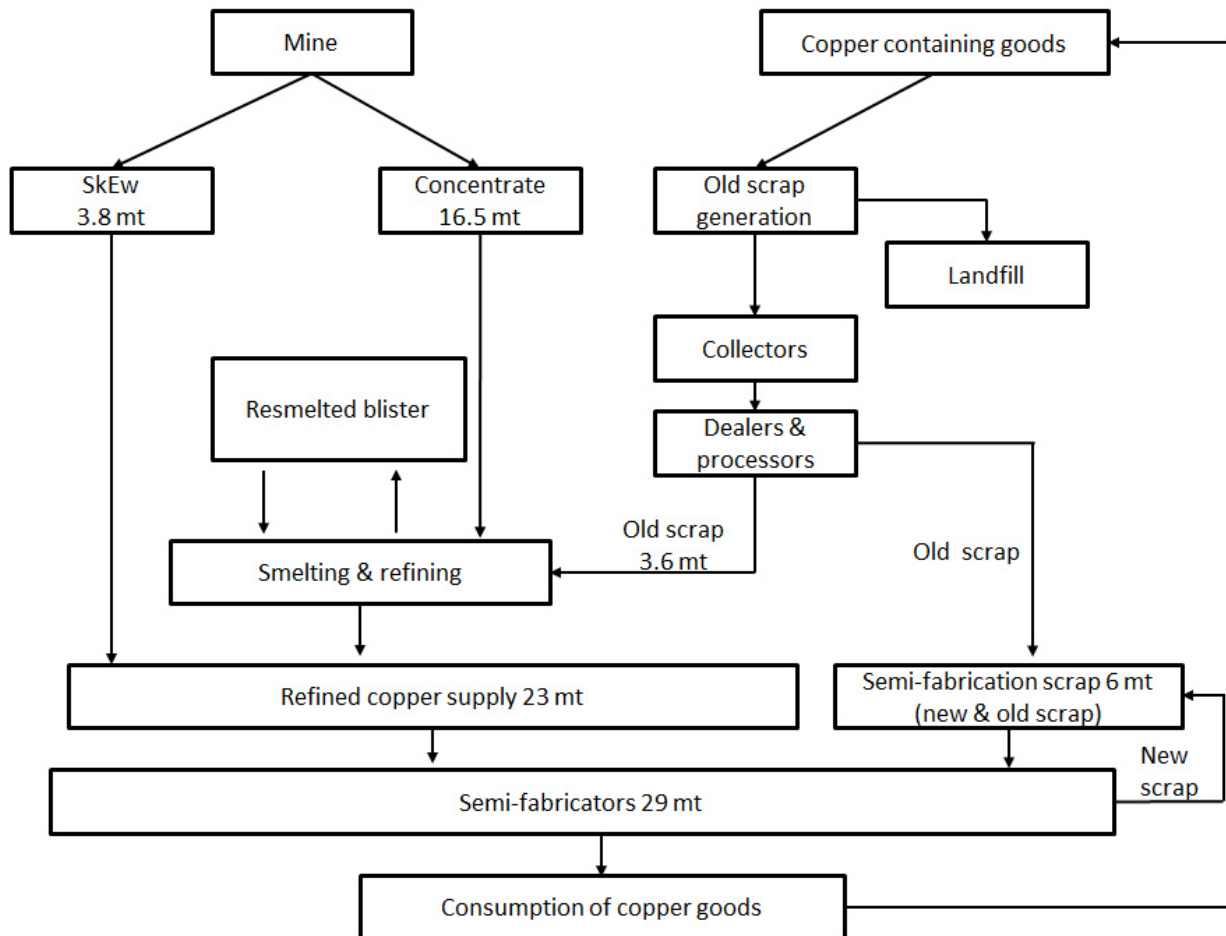 Mine
Copper containing goods
SkEw
3.8 mt
Concentrate
16.5 mt
Old scrap
generation
Landfill
Collectors
Resmelted blister
Dealers &
processors
Old scrap
3.6 mt
Old scrap
Smelting & refining
Refined copper supply 23 mt
Semi-fabrication scrap 6 mt
(new & old scrap)
New
scrap
Semi-fabricators 29 mt
Consumption of copper goods